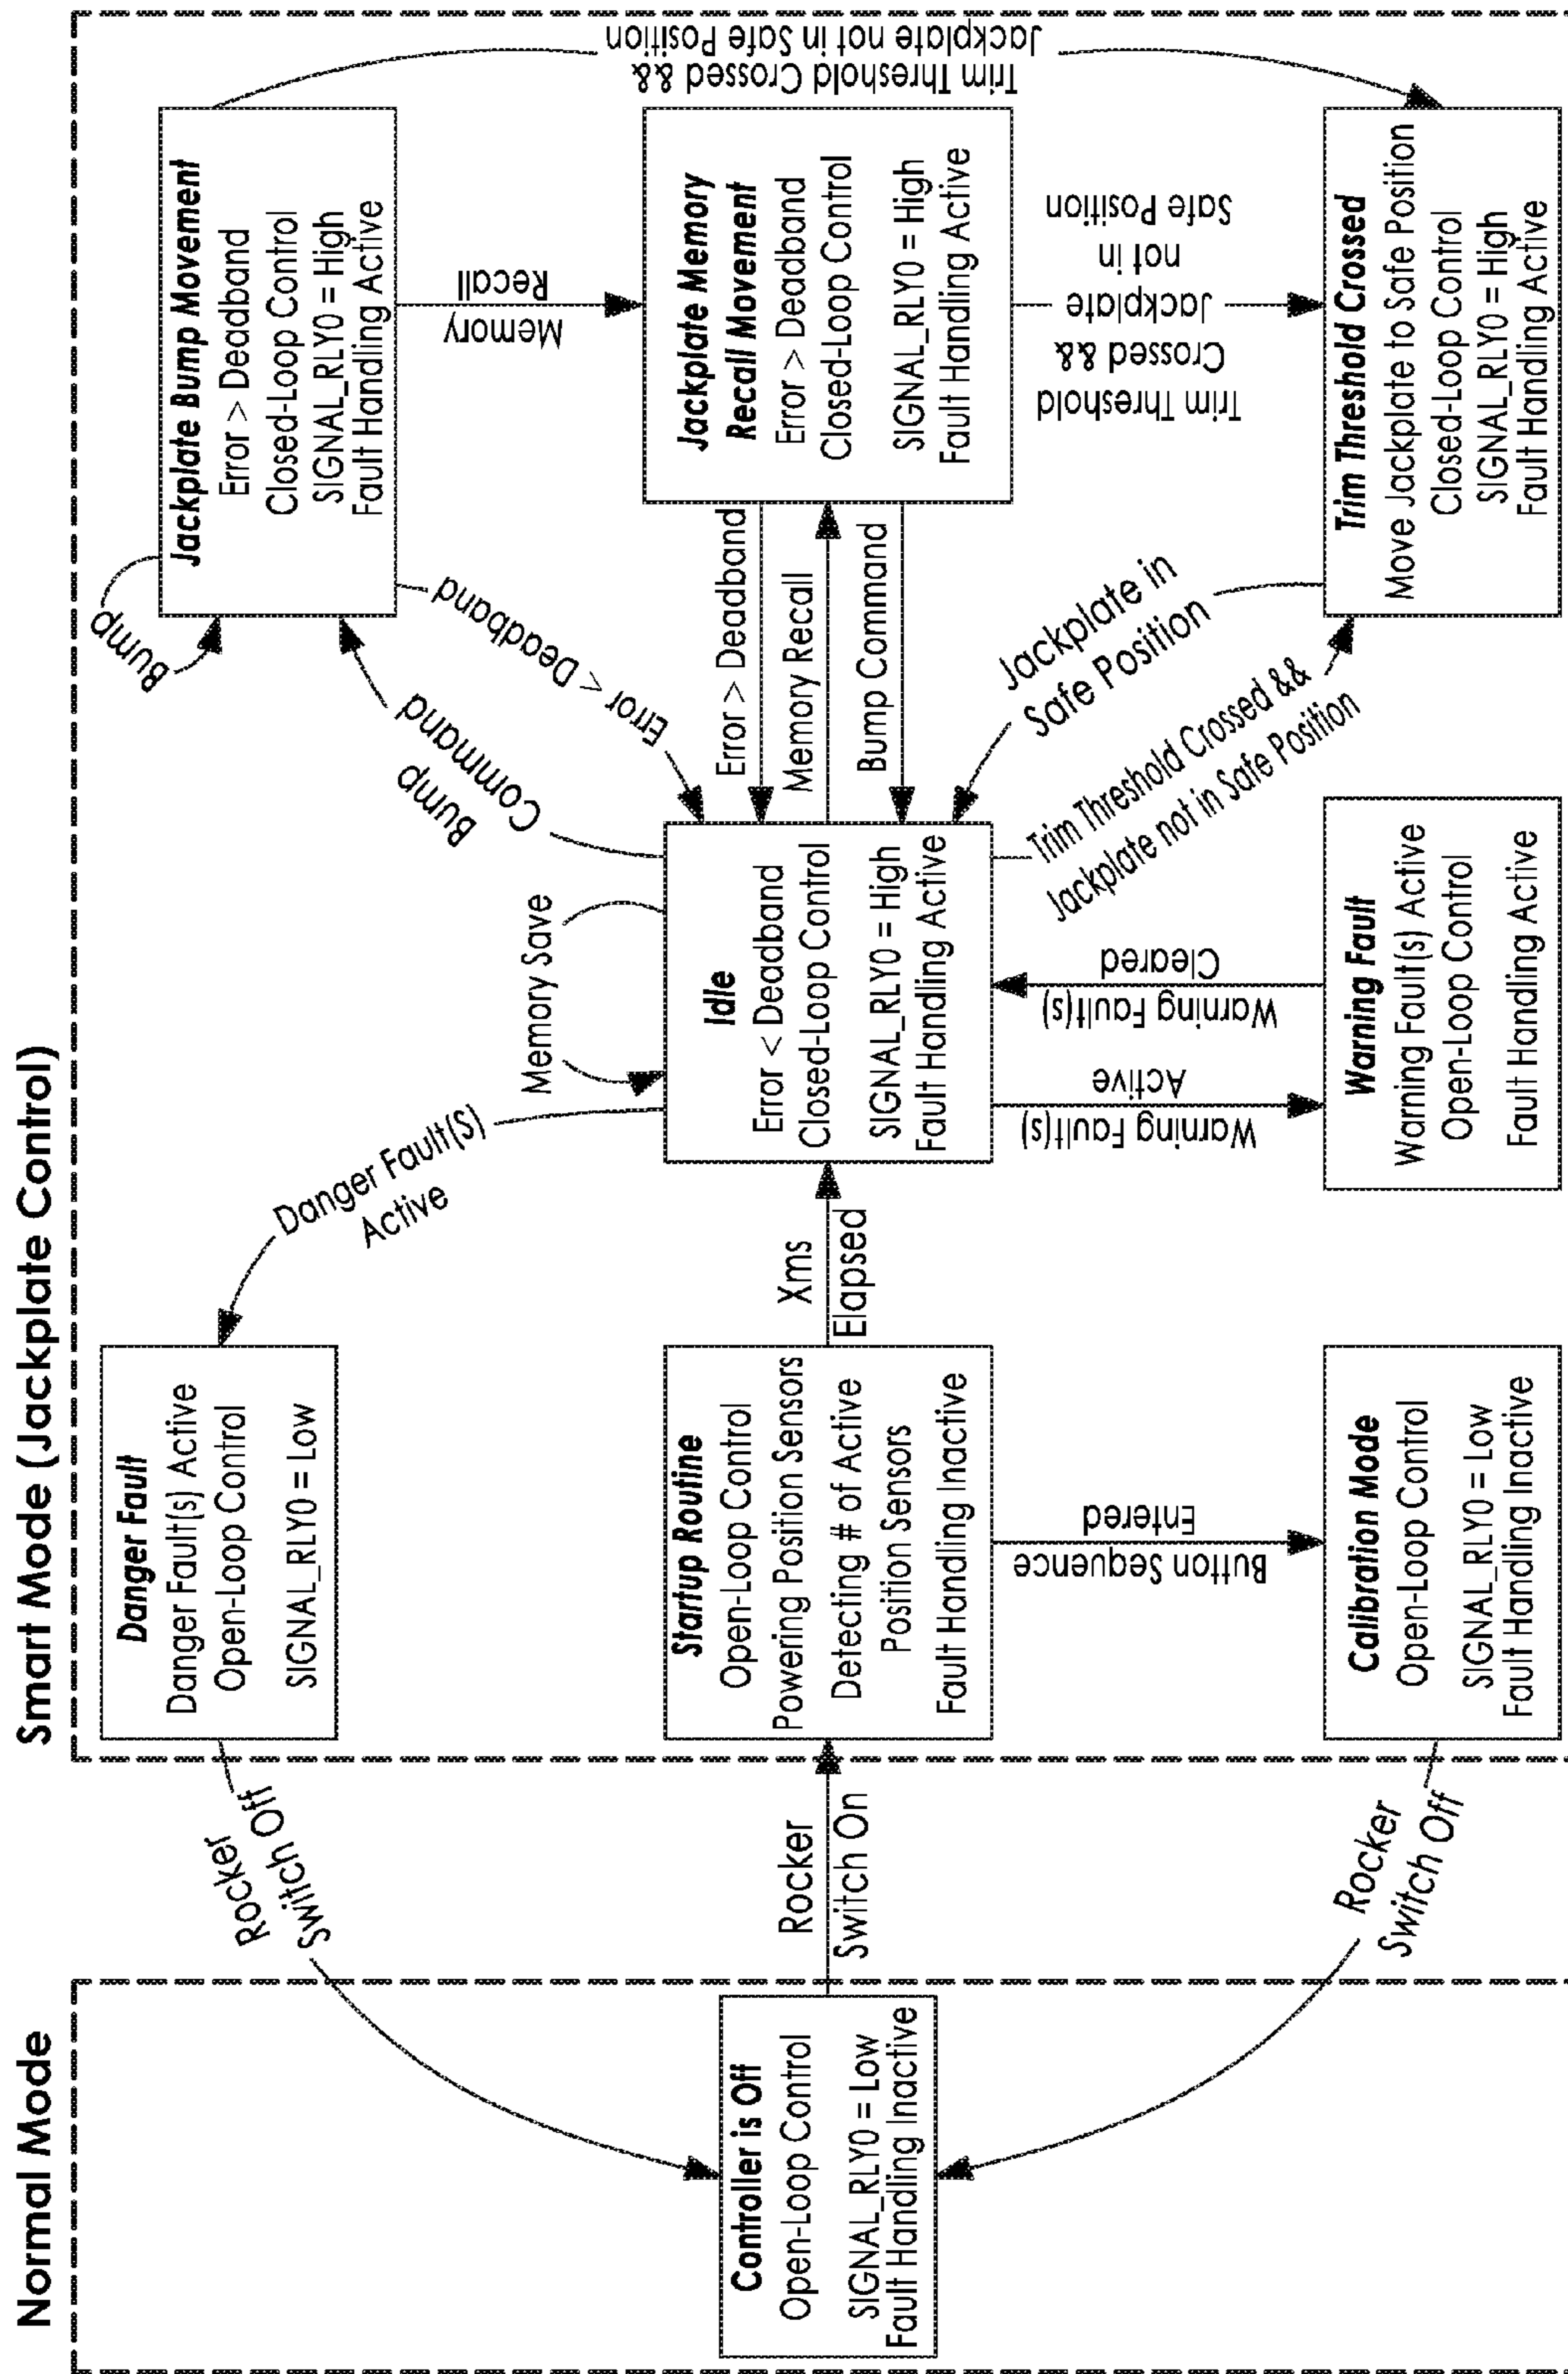 Normal Mode
Smart Mode (Jackplate Control)
Controller is Off
Open-Loop Control
SIGNAL_RLY0 = Low
Fault Handling Inactive
Rocker
Switch Off
Rocker
Switch On
Rocker
Switch Off
Danger Fault
Danger Fault(s) Active
Open-Loop Control
SIGNAL_RLY0 = Low
Startup Routine
Open-Loop Control
Powering Position Sensors
Detecting # of Active
Position Sensors
Fault Handling Inactive
Button Sequence
Entered
Calibration Mode
Open-Loop Control
SIGNAL_RLY0 = Low
Fault Handling Inactive
Danger Fault(S)
Active
Xms
Elapsed
Memory Save
Idle
Error < Deadband
Closed-Loop Control
SIGNAL_RLY0 = High
Fault Handling Active
Warning Fault(s)
Active
Warning Fault(s)
Cleared
Warning Fault
Warning Fault(s) Active
Open-Loop Control
Fault Handling Active
Bump
Command
Error < Deadband
Error > Deadband
Memory Recall
Bump Command
Jackplate in
Safe Position
Trim Threshold Crossed &&
Jackplate not in Safe Position
Bump
Jackplate Bump Movement
Error > Deadband
Closed-Loop Control
SIGNAL_RLY0 = High
Fault Handling Active
Memory
Recall
Jackplate Memory
Recall Movement
Error > Deadband
Closed-Loop Control
SIGNAL_RLY0 = High
Fault Handling Active
Trim Threshold
Crossed &&
Jackplate
not in
Safe Position
Trim Threshold Crossed
Move Jackplate to Safe Position
Closed-Loop Control
SIGNAL_RLY0 = High
Fault Handling Active
Trim Threshold Crossed &&
Jackplate not in Safe Position